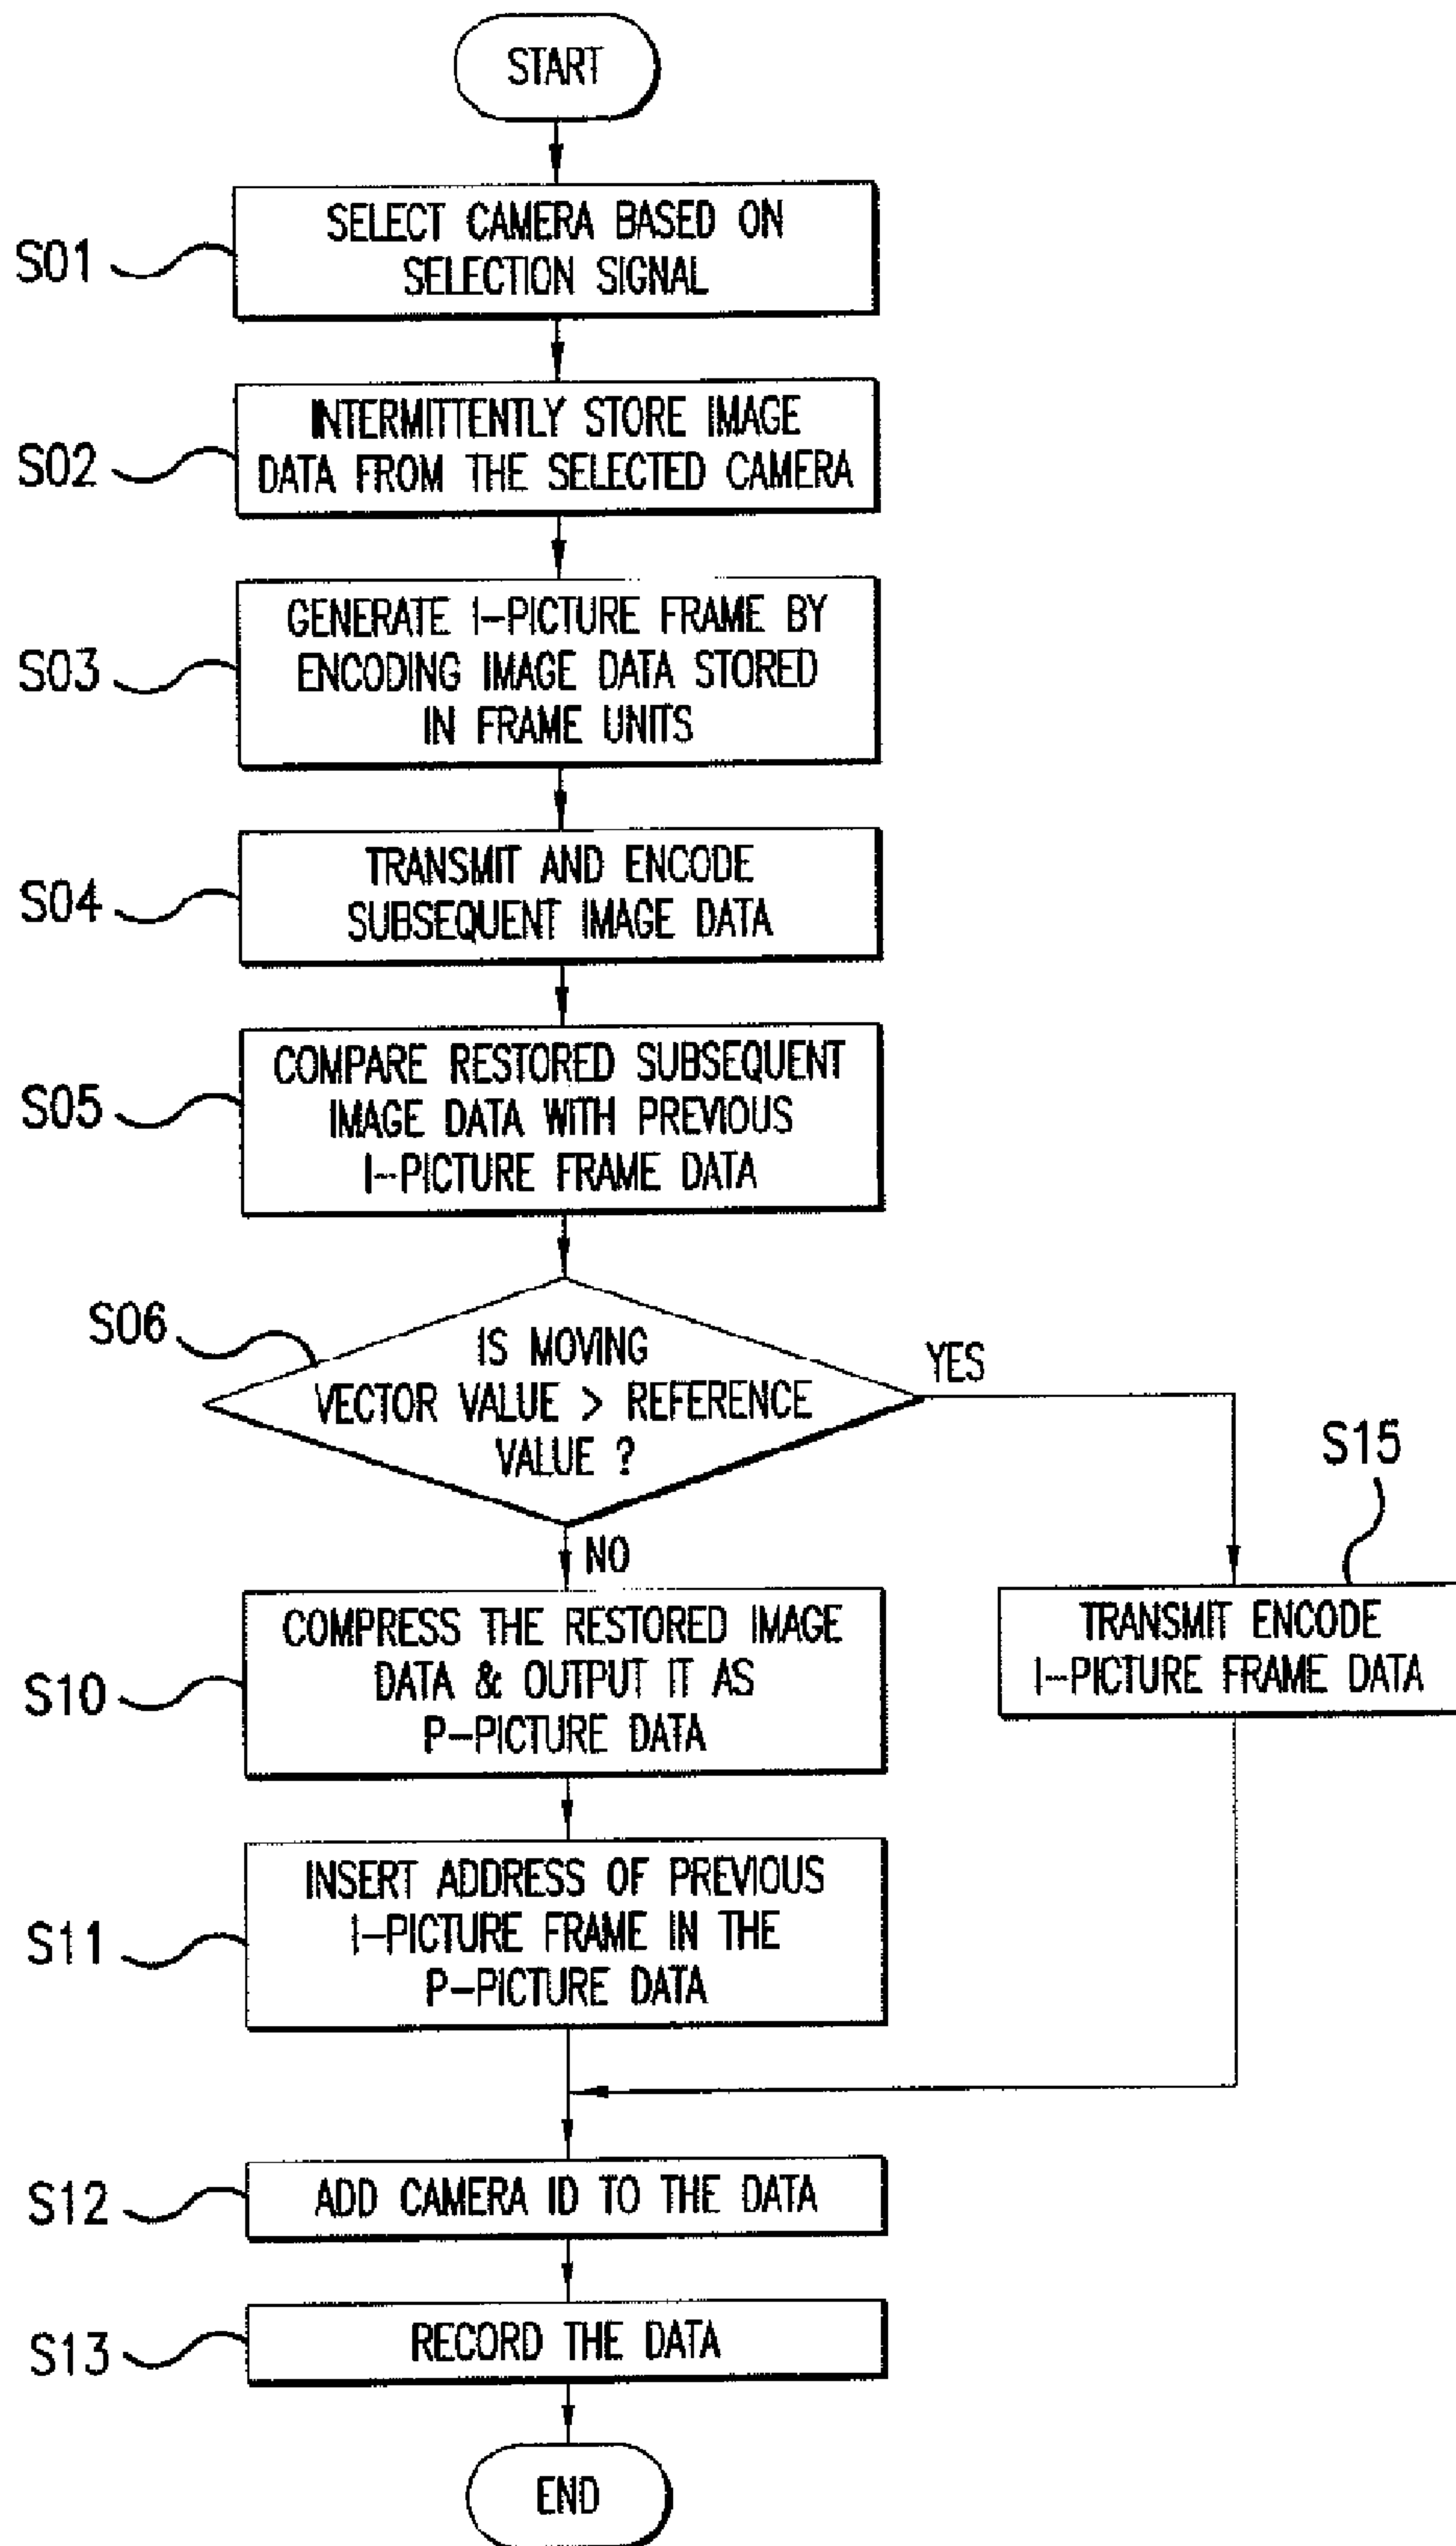 START
S01
SELECT CAMERA BASED ON
SELECTION SIGNAL
S02
INTERMITTENTLY STORE IMAGE
DATA FROM THE SELECTED CAMERA
S03
GENERATE I-PICTURE FRAME BY
ENCODING IMAGE DATA STORED
IN FRAME UNITS
S04
TRANSMIT AND ENCODE
SUBSEQUENT IMAGE DATA
S05
COMPARE RESTORED SUBSEQUENT
IMAGE DATA WITH PREVIOUS
I-PICTURE FRAME DATA
S06
IS MOVING
VECTOR VALUE > REFERENCE
VALUE ?
YES
NO
S15
TRANSMIT ENCODE
I-PICTURE FRAME DATA
S10
COMPRESS THE RESTORED IMAGE
DATA & OUTPUT IT AS
P-PICTURE DATA
S11
INSERT ADDRESS OF PREVIOUS
I-PICTURE FRAME IN THE
P-PICTURE DATA
S12
ADD CAMERA ID TO THE DATA
S13
RECORD THE DATA
END